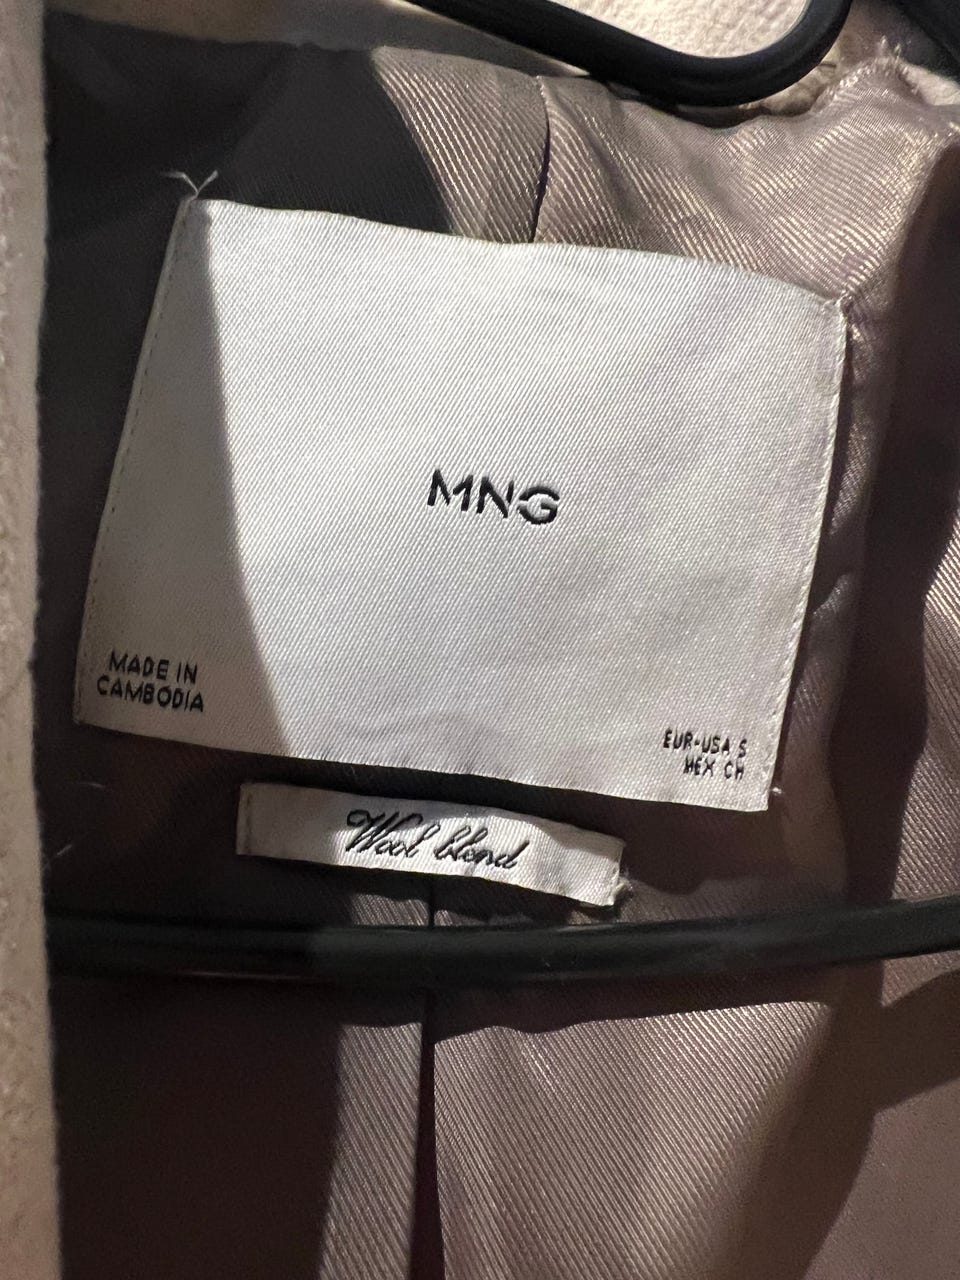 MNG
MADE IN
CAMBODIA
EUR-USA S
MEX CH
Wool blend